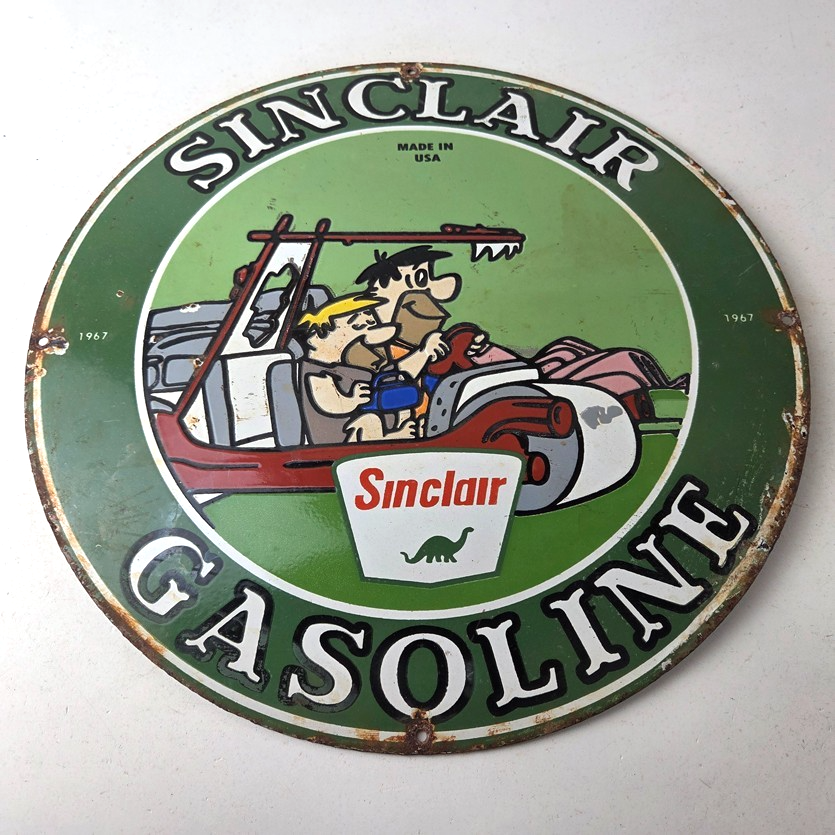 SINCLAIR
MADE IN
USA
1967
1967
Sinclair
GASOLINE